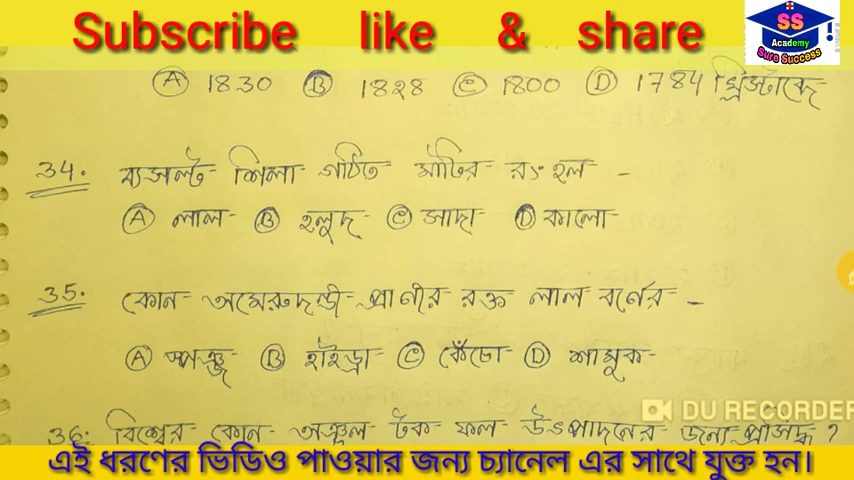 Subscribe like & share
SS
Academy
Sure Success
!
Ⓐ 1830 Ⓑ 1828 Ⓒ 1800 Ⓓ 1784 খ্রিস্টাব্দে
34. ব্যসল্ট শিলা গঠিত মাটির রং হল -
Ⓐ লাল Ⓑ হলুদ Ⓒ সাদা Ⓓ কালো
35. কোন অমেরুদন্ডী প্রাণীর রক্ত লাল বর্ণের -
Ⓐ স্পঞ্জ Ⓑ হাইড্রা Ⓒ কেঁচো Ⓓ শামুক
DU RECORDER
36. বিশ্বের কোন অঞ্চল টক ফল উৎপাদনের জন্য প্রসিদ্ধ ?
এই ধরণের ভিডিও পাওয়ার জন্য চ্যানেল এর সাথে যুক্ত হন।